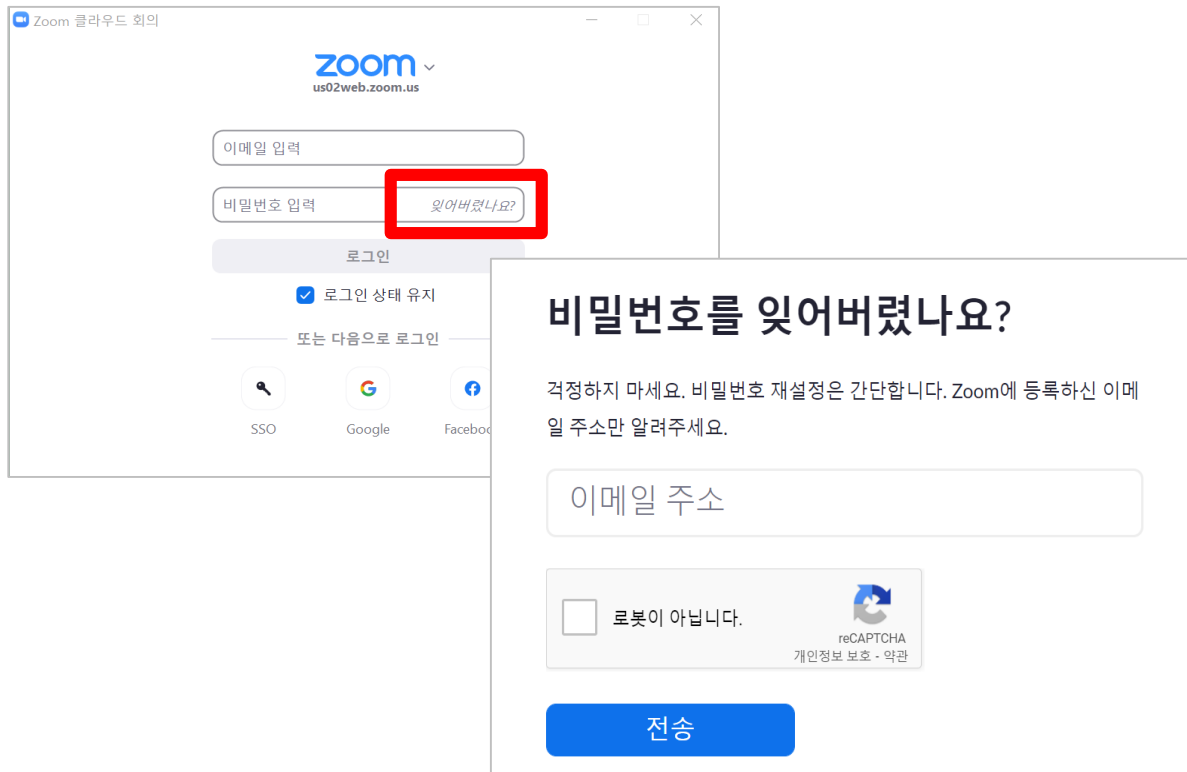 Zoom 클라우드 회의
zoom
us02web.zoom.us
이메일 입력
비밀번호 입력 잊어버렸나요?
로그인
로그인 상태 유지
또는 다음으로 로그인
SSO Google
비밀번호를 잊어버렸나요?
걱정하지 마세요. 비밀번호 재설정은 간단합니다. Zoom에 등록하신 이메
일 주소만 알려주세요.
이메일 주소
로봇이 아닙니다.
reCAPTCHA
개인정보 보호 - 약관
전송